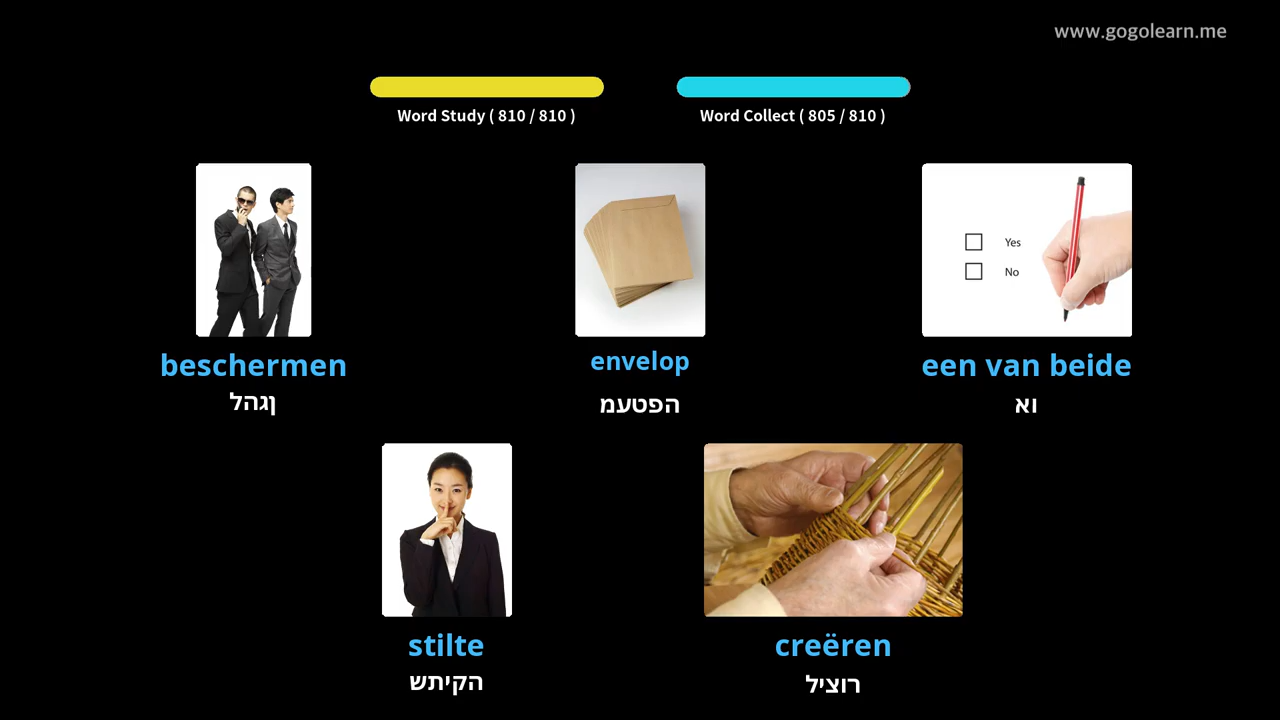 www.gogolearn.me
Word Study ( 810 / 810 )
Word Collect ( 805 / 810 )
Yes
No
beschermen
ןגהל
envelop
הפטעמ
een van beide
וא
stilte
הקיתש
creëren
רוציל